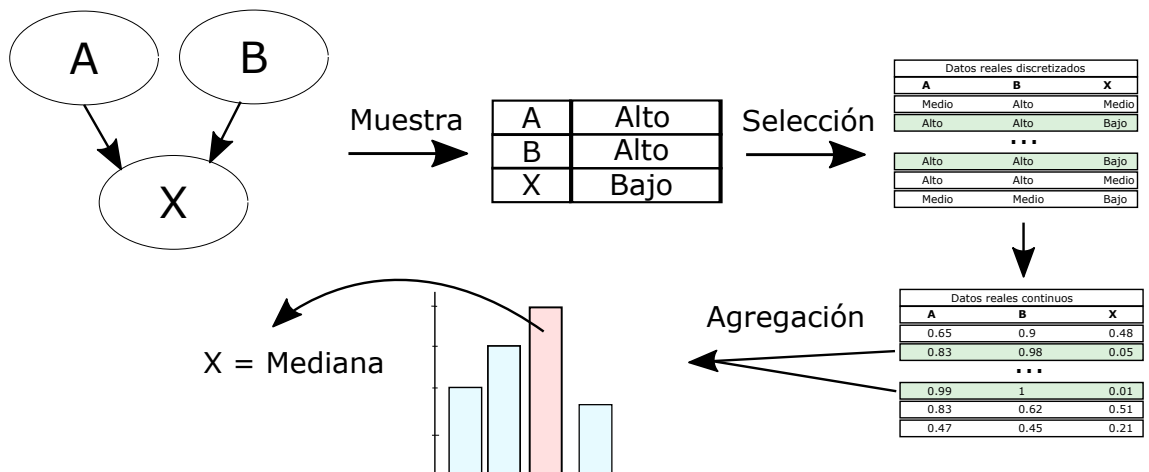 A
B
X
Muestra
A Alto
B Alto
X Bajo
Selección
Datos reales discretizados
A B X
Medio Alto Medio
Alto Alto Bajo
...
Alto Alto Bajo
Alto Alto Medio
Medio Medio Bajo
Datos reales continuos
A B X
0.65 0.9 0.48
0.83 0.98 0.05
...
0.99 1 0.01
0.83 0.62 0.51
0.47 0.45 0.21
Agregación
X = Mediana